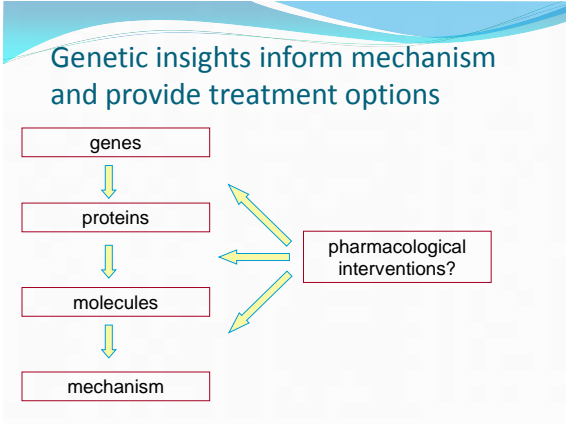 Genetic insights inform mechanism
and provide treatment options
genes
proteins
pharmacological
interventions?
molecules
mechanism